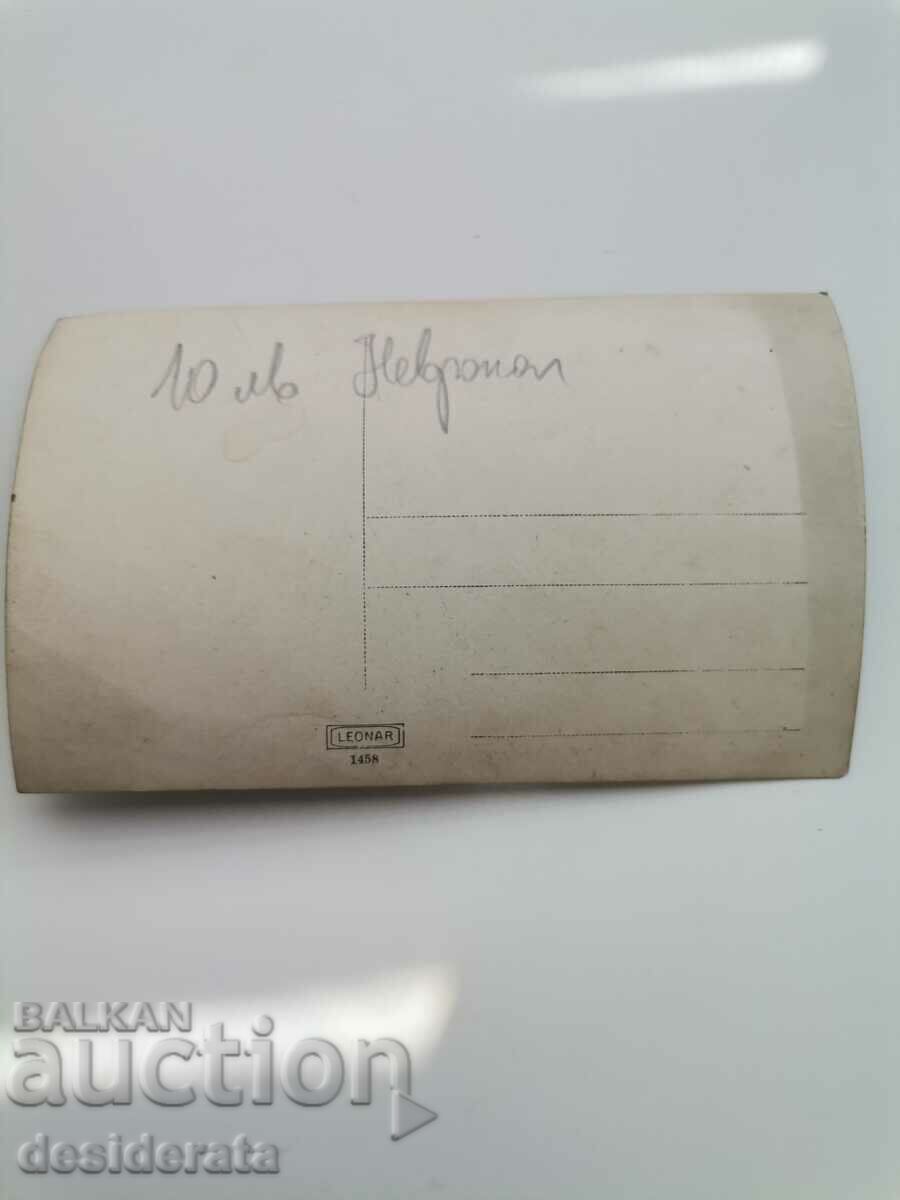 10 лв Неврокоп
LEONAR
1458
BALKAN
auction
desiderata